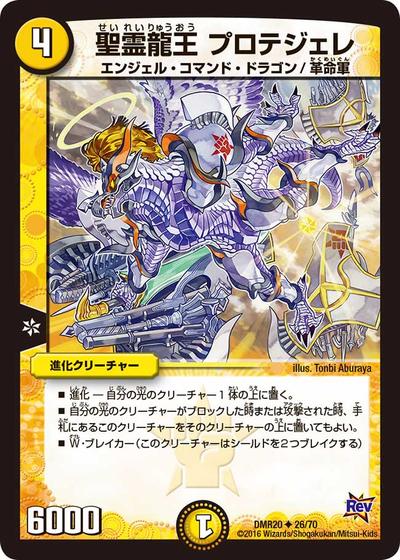 4
せいれいりゅうおう
聖霊龍王 プロテジェレ
かくめいぐん
エンジェル・コマンド・ドラゴン / 革命軍
進化クリーチャー
illus. Tonbi Aburaya
■ 進化 — 自分の光のクリーチャー1体の上に置く。
■ 自分の光のクリーチャーがブロックした時または攻撃された時、手
札にあるこのクリーチャーをそのクリーチャーの上に置いてもよい。
■ W・ブレイカー(このクリーチャーはシールドを2つブレイクする)
6000
1
DMR20 ◆ 26/70
©2016 Wizards/Shogakukan/Mitsui-Kids
Rev